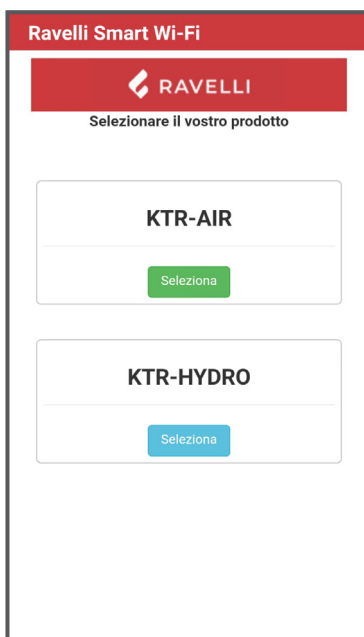 Ravelli Smart Wi-Fi
RAVELLI
Selezionare il vostro prodotto
KTR-AIR
Seleziona
KTR-HYDRO
Seleziona